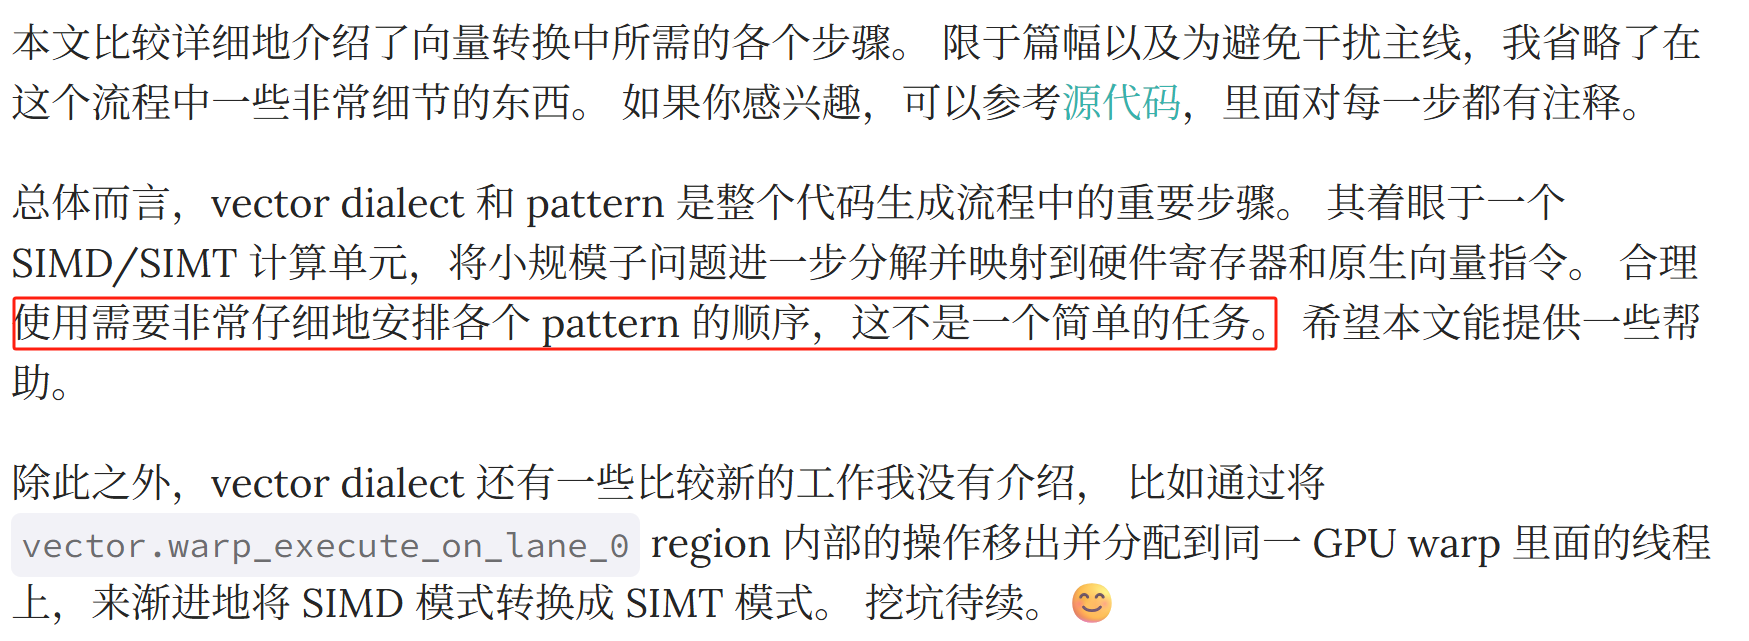 本文比较详细地介绍了向量转换中所需的各个步骤。 限于篇幅以及为避免干扰主线，我省略了在
这个流程中一些非常细节的东西。 如果你感兴趣，可以参考源代码，里面对每一步都有注释。
总体而言，vector dialect 和 pattern 是整个代码生成流程中的重要步骤。 其着眼于一个
SIMD/SIMT 计算单元，将小规模子问题进一步分解并映射到硬件寄存器和原生向量指令。 合理
使用需要非常仔细地安排各个 pattern 的顺序，这不是一个简单的任务。 希望本文能提供一些帮
助。
除此之外，vector dialect 还有一些比较新的工作我没有介绍， 比如通过将
vector.warp_execute_on_lane_0 region 内部的操作移出并分配到同一 GPU warp 里面的线程
上，来渐进地将 SIMD 模式转换成 SIMT 模式。 挖坑待续。😊